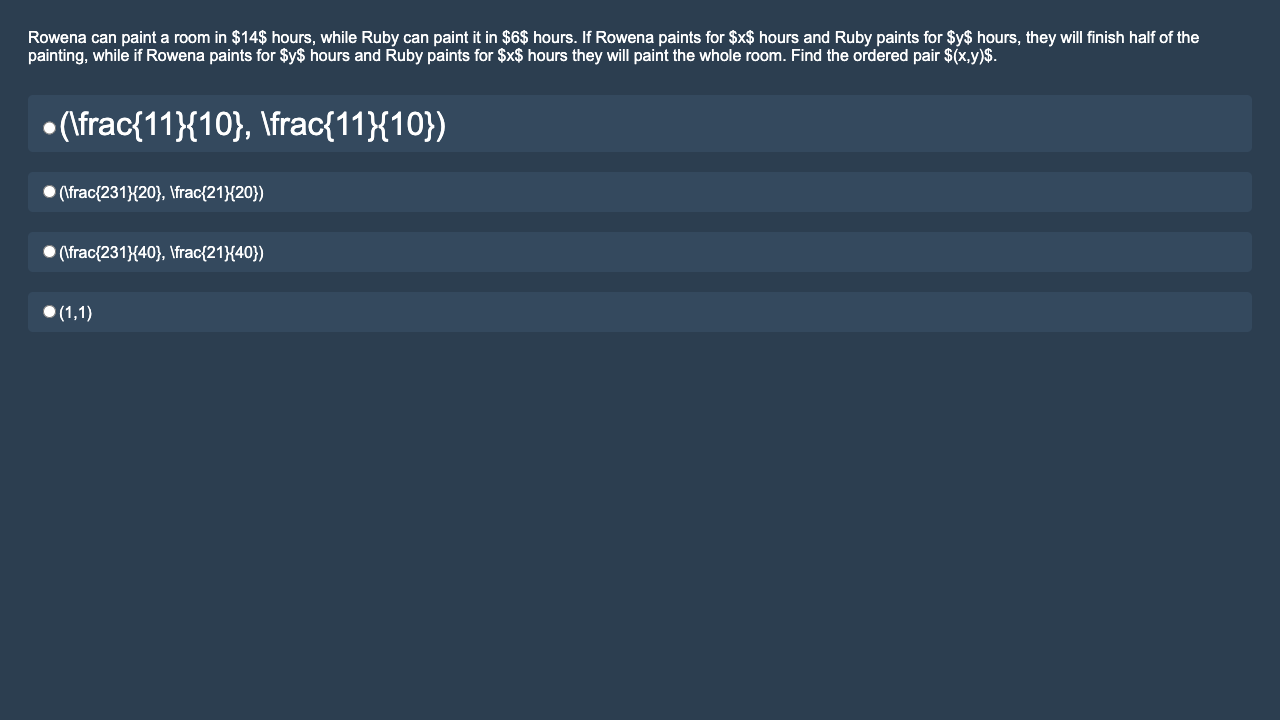 Rowena can paint a room in $14$ hours, while Ruby can paint it in $6$ hours. If Rowena paints for $x$ hours and Ruby paints for $y$ hours, they will finish half of the
painting, while if Rowena paints for $y$ hours and Ruby paints for $x$ hours they will paint the whole room. Find the ordered pair $(x,y)$.
(\frac{11}{10}, \frac{11}{10})
(\frac{231}{20}, \frac{21}{20})
(\frac{231}{40}, \frac{21}{40})
(1,1)